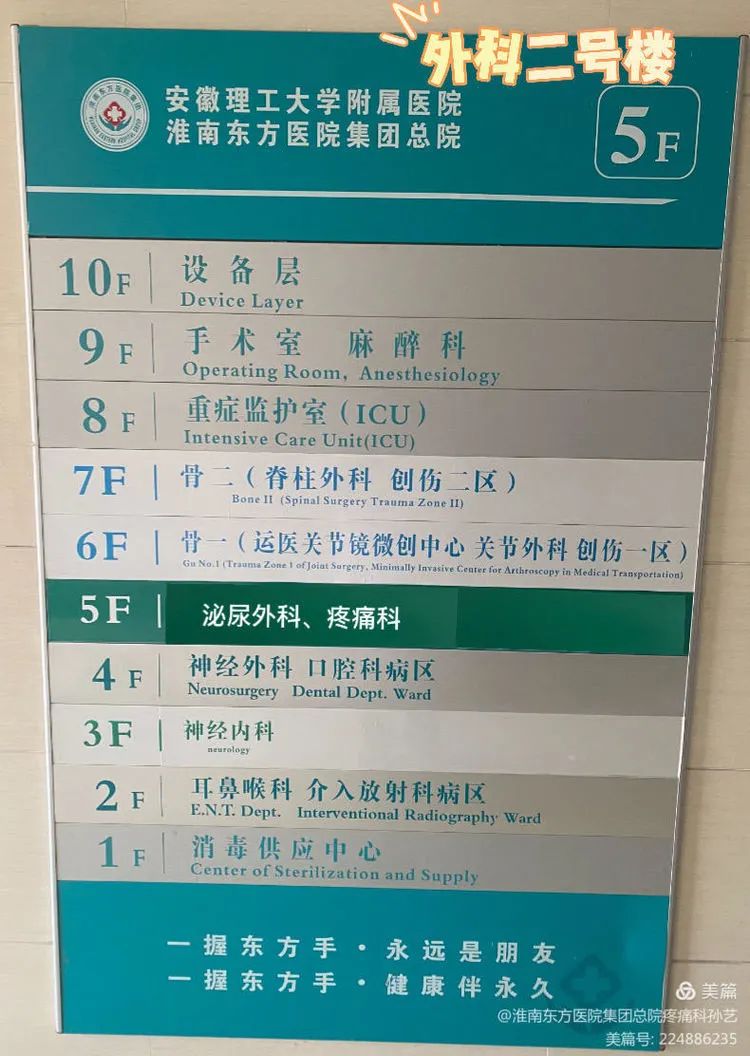 外科二号楼
安徽理工大学附属医院
淮南东方医院集团总院
5F
10F 设备层
Device Layer
9F 手术室 麻醉科
Operating Room, Anesthesiology
8F 重症监护室(ICU)
Intensive Care Unit(ICU)
7F 骨二(脊柱外科 创伤二区)
Bone II (Spinal Surgery Trauma Zone II)
6F 骨一(运医关节镜微创中心 关节外科 创伤一区)
Gu No.1 (Trauma Zone 1 of Joint Surgery, Minimally Invasive Center for Arthroscopy in Medical Transportation)
5F 泌尿外科、疼痛科
4F 神经外科 口腔科病区
Neurosurgery Dental Dept. Ward
3F 神经内科
neurology
2F 耳鼻喉科 介入放射科病区
E.N.T. Dept. Interventional Radiography Ward
1F 消毒供应中心
Center of Sterilization and Supply
一握东方手·永远是朋友
一握东方手·健康伴永久
美篇
@淮南东方医院集团总院疼痛科孙艺
美篇号: 224886235